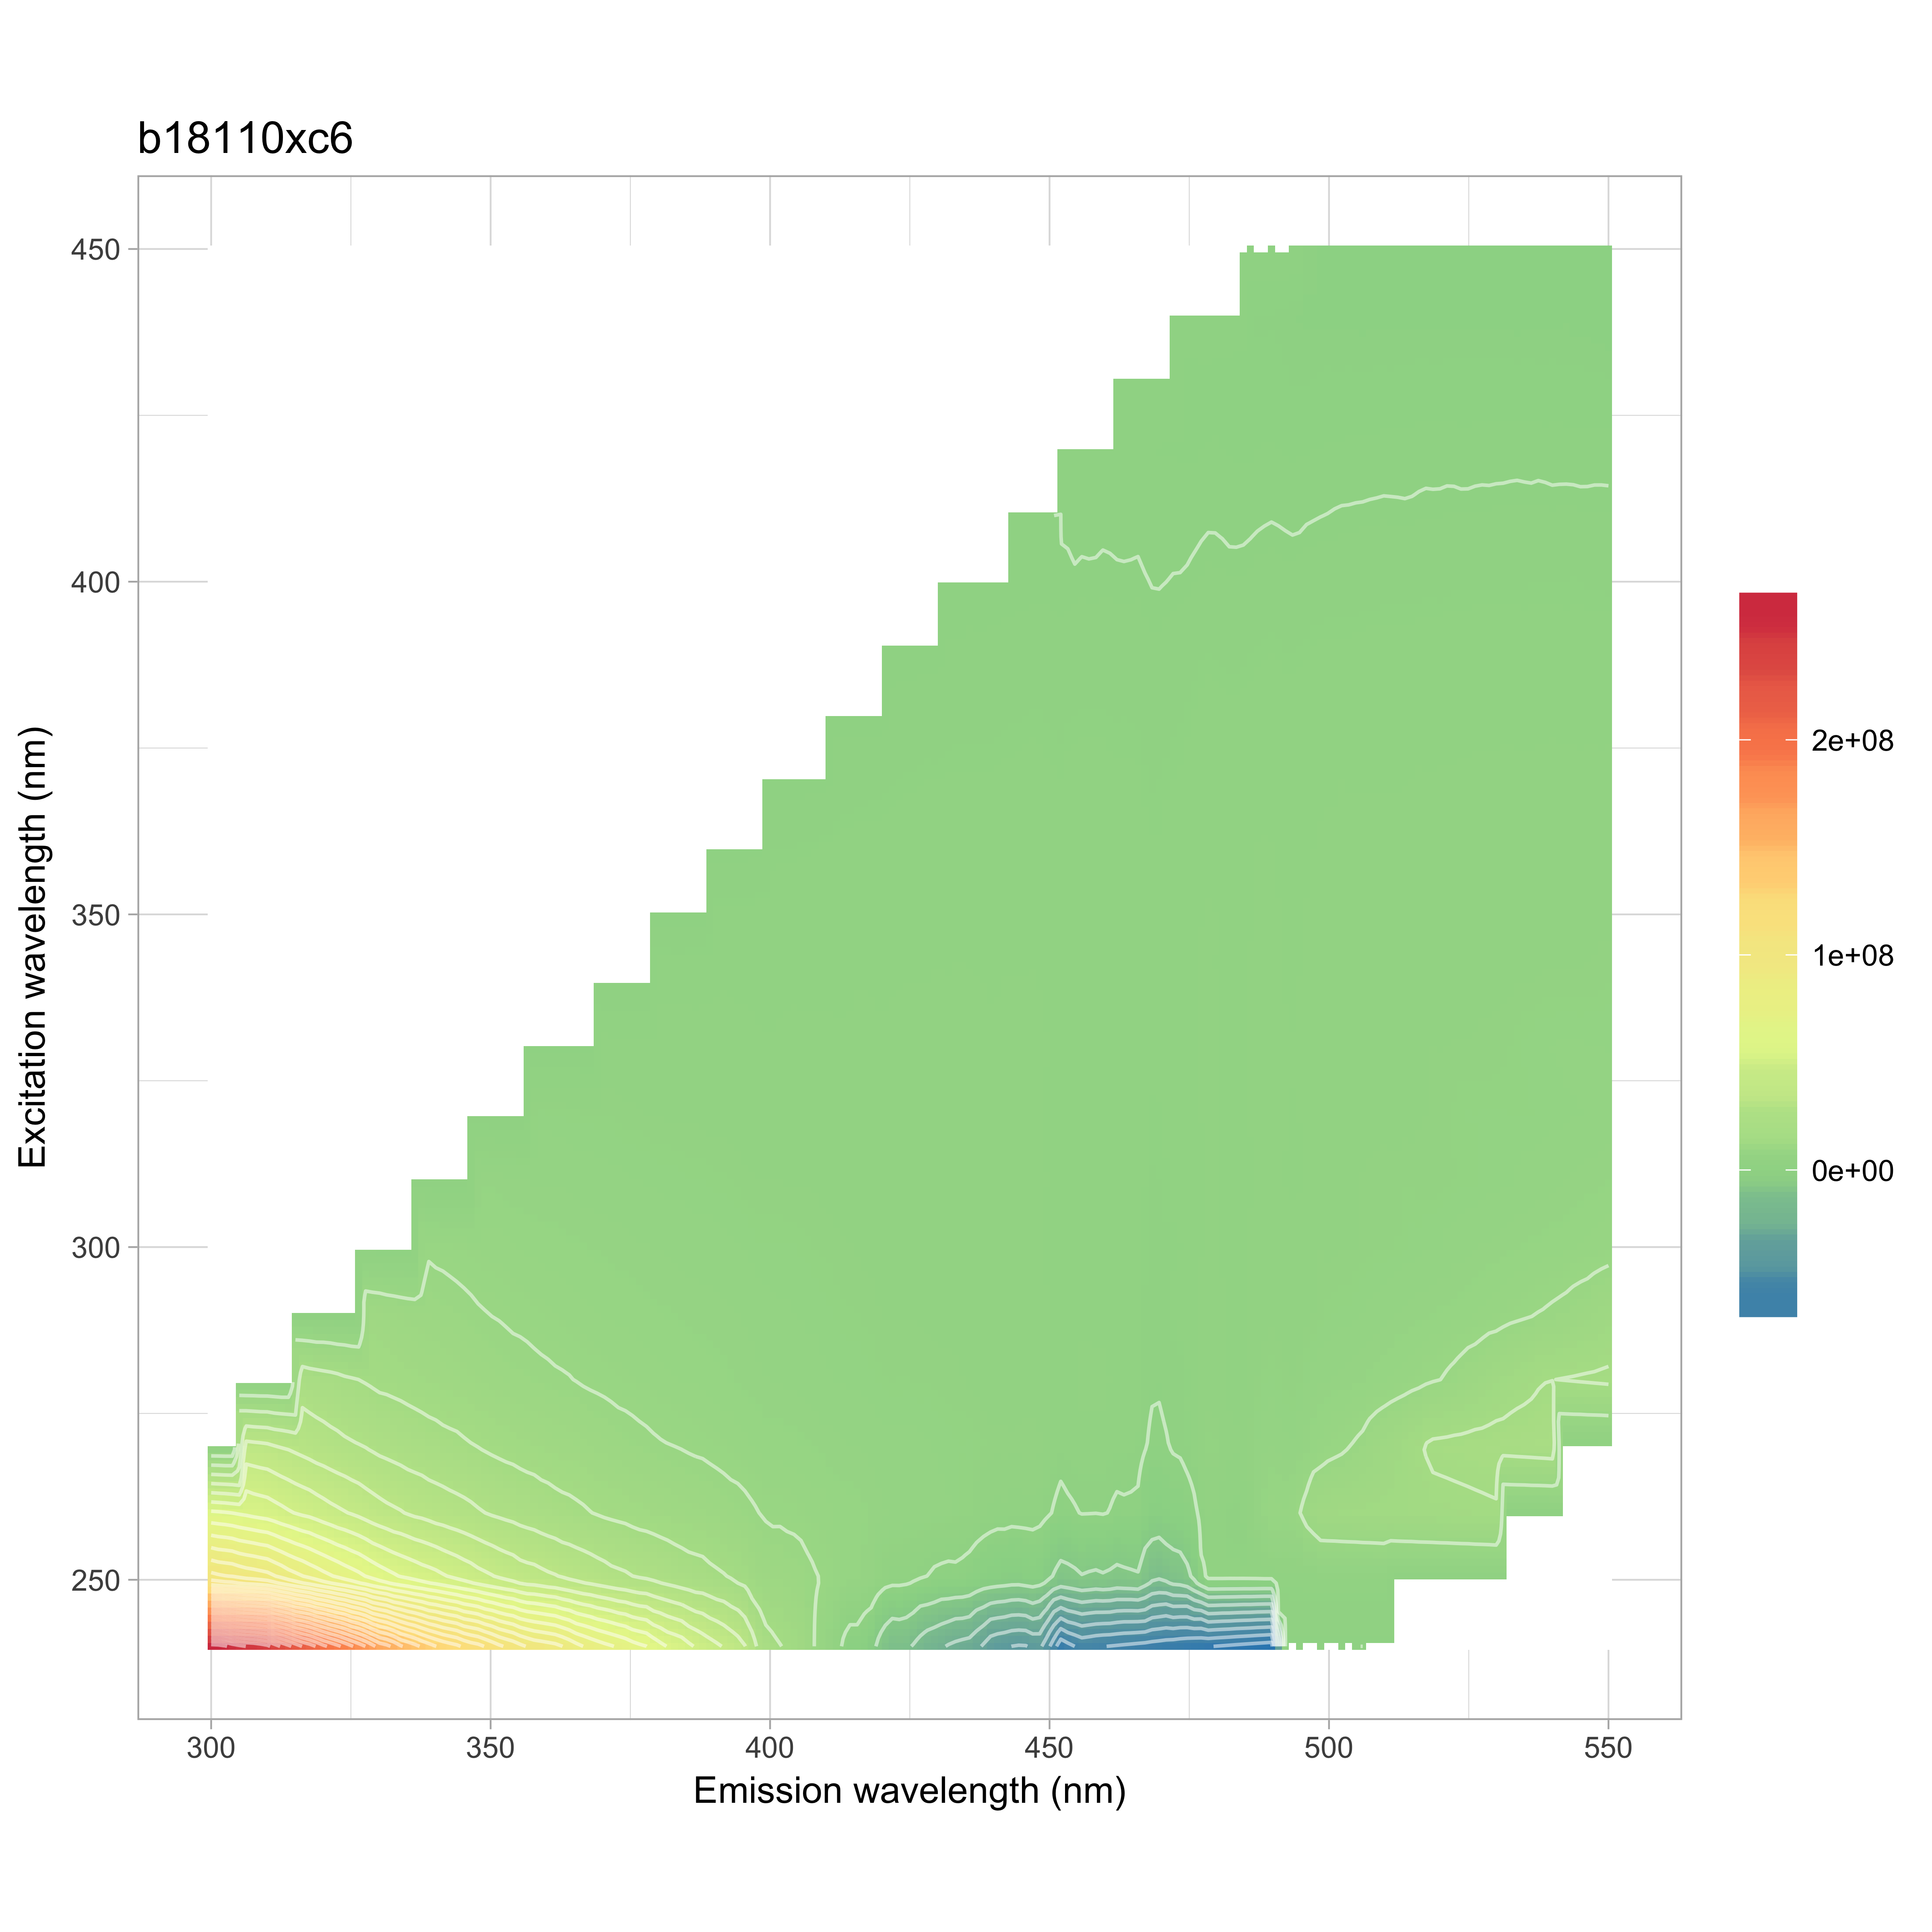 b18110xc6
450
400
350
300
250
Excitation wavelength (nm)
300 350 400 450 500 550
Emission wavelength (nm)
2e+08
1e+08
0e+00